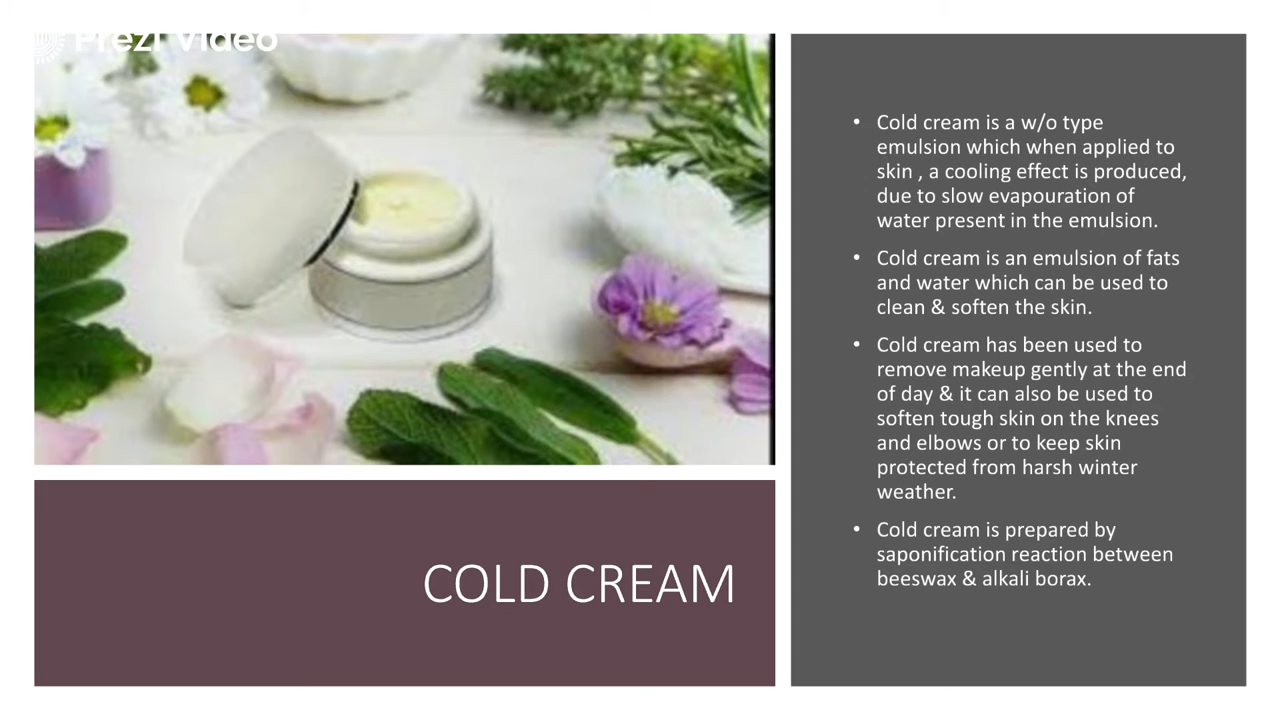 Prezi Video
COLD CREAM
• Cold cream is a w/o type
emulsion which when applied to
skin , a cooling effect is produced,
due to slow evapouration of
water present in the emulsion.
• Cold cream is an emulsion of fats
and water which can be used to
clean & soften the skin.
• Cold cream has been used to
remove makeup gently at the end
of day & it can also be used to
soften tough skin on the knees
and elbows or to keep skin
protected from harsh winter
weather.
• Cold cream is prepared by
saponification reaction between
beeswax & alkali borax.